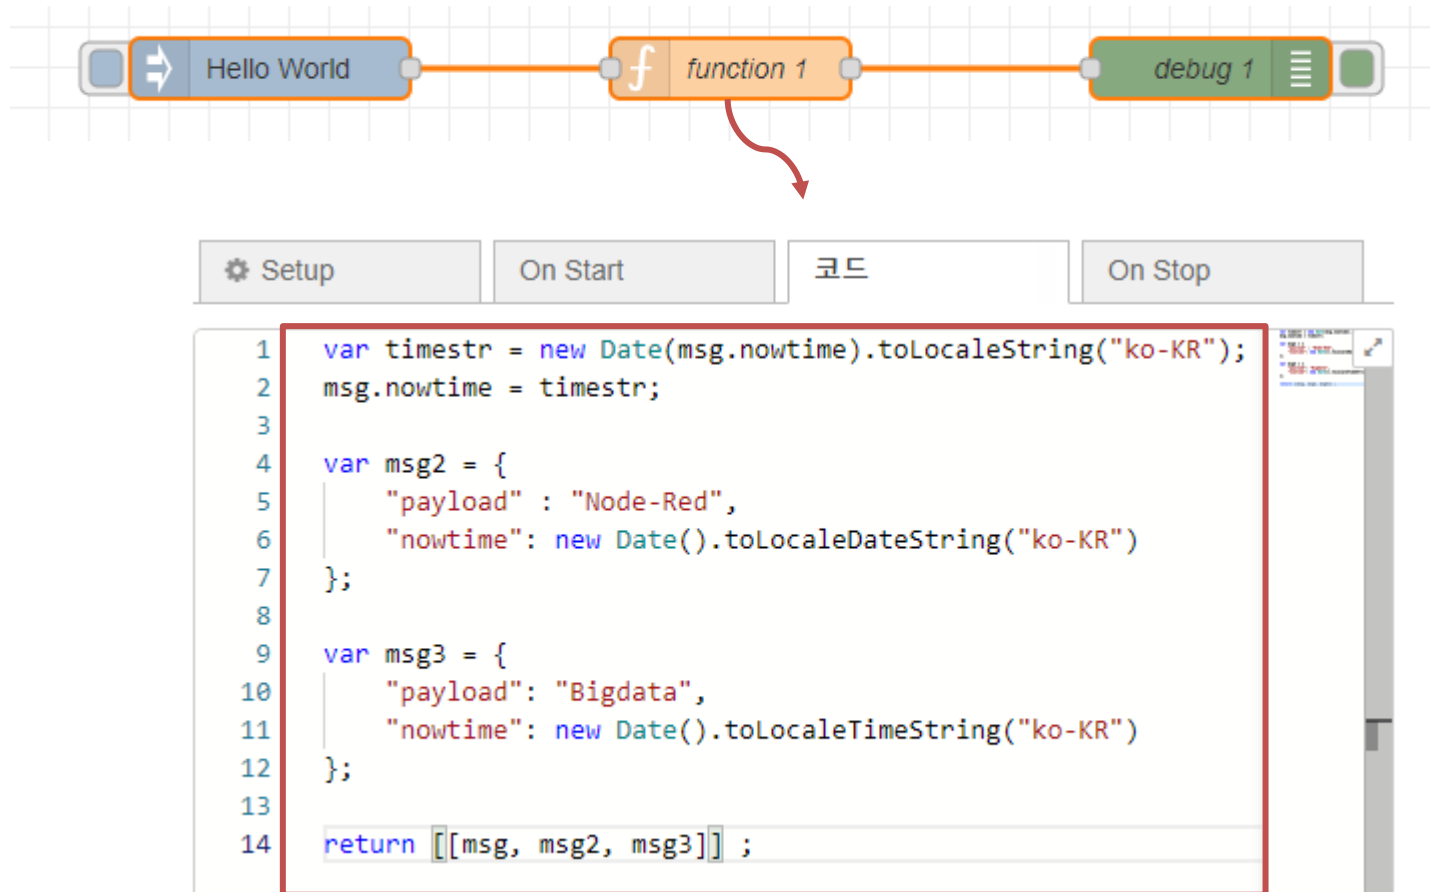 Hello World
function 1
debug 1
Setup
On Start
코드
On Stop
1 var timestr = new Date(msg.nowtime).toLocaleString("ko-KR");
2 msg.nowtime = timestr;
3
4 var msg2 = {
5 "payload" : "Node-Red",
6 "nowtime": new Date().toLocaleDateString("ko-KR")
7 };
8
9 var msg3 = {
10 "payload": "Bigdata",
11 "nowtime": new Date().toLocaleTimeString("ko-KR")
12 };
13
14 return [[msg, msg2, msg3]] ;